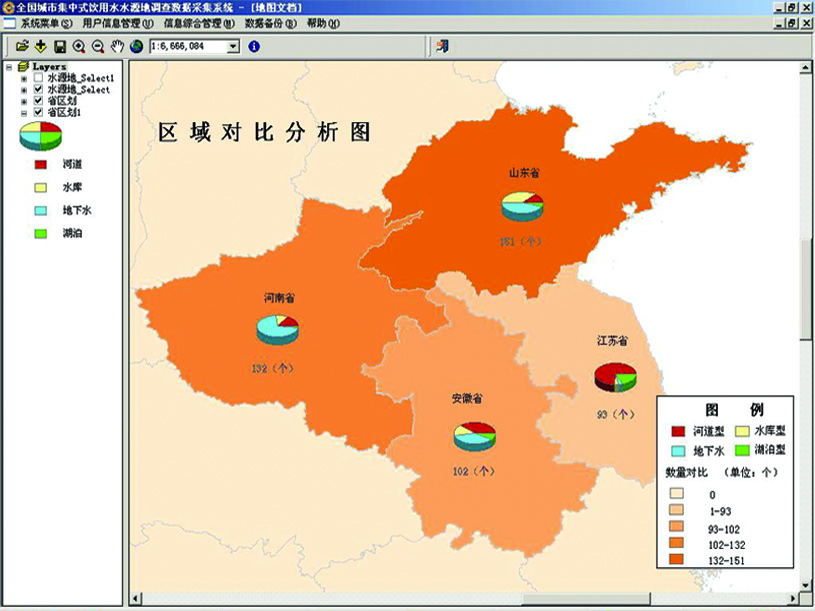 全国城市集中式饮用水水源地调查数据采集系统 - [地图文档]
系统菜单(S) 用户信息管理(U) 信息综合管理(M) 数据备份(B) 帮助(H)
1:6,666,084
Layers
水源地_Select1
水源地_Select
省区划
省区划1
河道
水库
地下水
湖泊
区域对比分析图
山东省
151（个）
河南省
132（个）
江苏省
93（个）
安徽省
102（个）
图 例
河道型 水库型
地下水 湖泊型
数量对比 （单位：个）
0
1-93
93-102
102-132
132-151